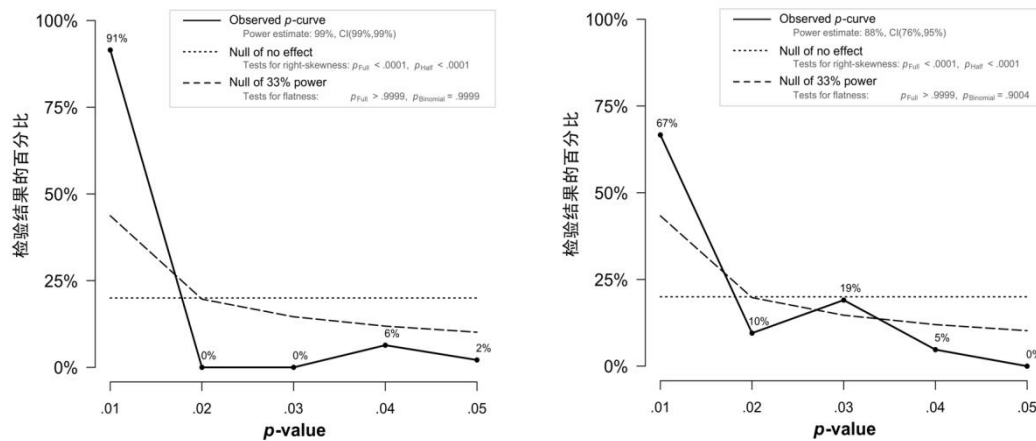 100%
75%
50%
25%
0%
检验结果的百分比
91%
0%
0%
6%
2%
Observed p-curve
Power estimate: 99%, CI(99%,99%)
Null of no effect
Tests for right-skewness: pFull < .0001, pHalf < .0001
Null of 33% power
Tests for flatness: pFull > .9999, pBinomial = .9999
.01 .02 .03 .04 .05
p-value
100%
75%
50%
25%
0%
检验结果的百分比
67%
10%
19%
5%
0%
Observed p-curve
Power estimate: 88%, CI(76%,95%)
Null of no effect
Tests for right-skewness: pFull < .0001, pHalf < .0001
Null of 33% power
Tests for flatness: pFull > .9999, pBinomial = .9004
.01 .02 .03 .04 .05
p-value